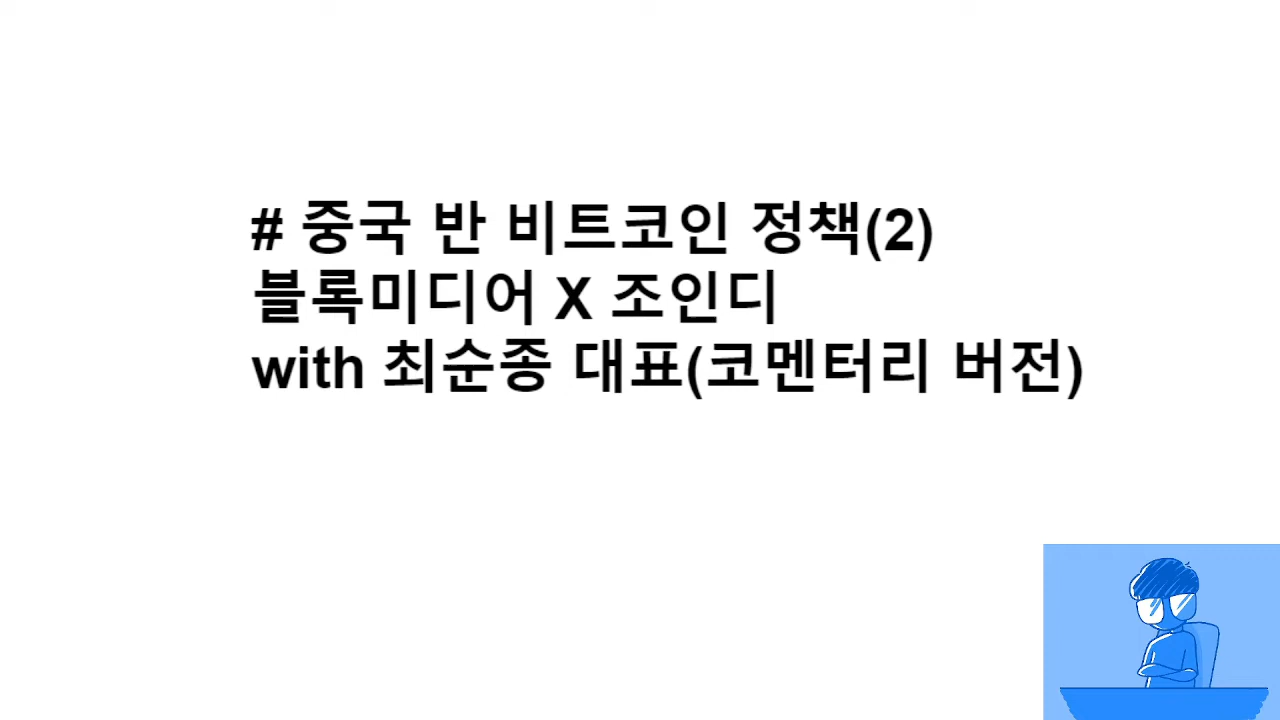 # 중국 반 비트코인 정책(2)
블록미디어 X 조인디
with 최순종 대표(코멘터리 버전)